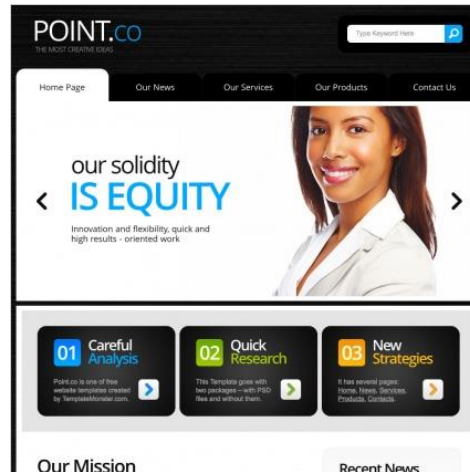 POINT.CO
THE MOST CREATIVE IDEAS
Type Keyword Here
Home Page
Our News
Our Services
Our Products
Contact Us
our solidity
IS EQUITY
Innovation and flexibility, quick and
high results - oriented work
01 Careful
Analysis
Point.co is one of free
website templates created
by TemplateMonster.com.
02 Quick
Research
This Template goes with
two packages – with PSD
files and without them.
03 New
Strategies
It has several pages:
Home, News, Services,
Products, Contacts.
Our Mission
Recent News